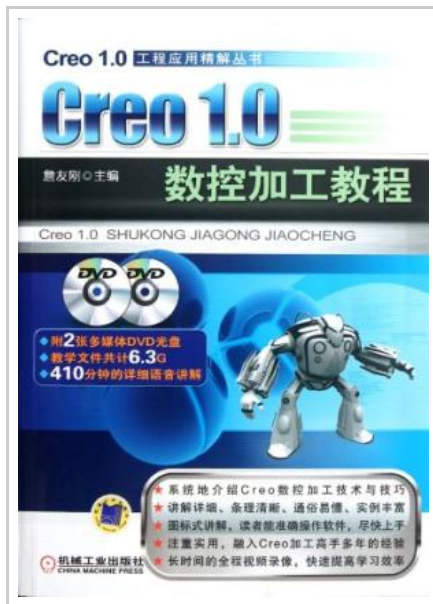 Creo 1.0 工程应用精解丛书
Creo 1.0
詹友刚○主编
数控加工教程
Creo 1.0 SHUKONG JIAGONG JIAOCHENG
DVD DVD
◆附2张多媒体DVD光盘
◆教学文件共计6.3G
◆410分钟的详细语音讲解
★系统地介绍Creo数控加工技术与技巧
★讲解详细、条理清晰、通俗易懂、实例丰富
★图标式讲解，读者能准确操作软件，尽快上手
★注重实用，融入Creo加工高手多年的经验
★长时间的全程视频录像，快速提高学习效率
机械工业出版社
CHINA MACHINE PRESS